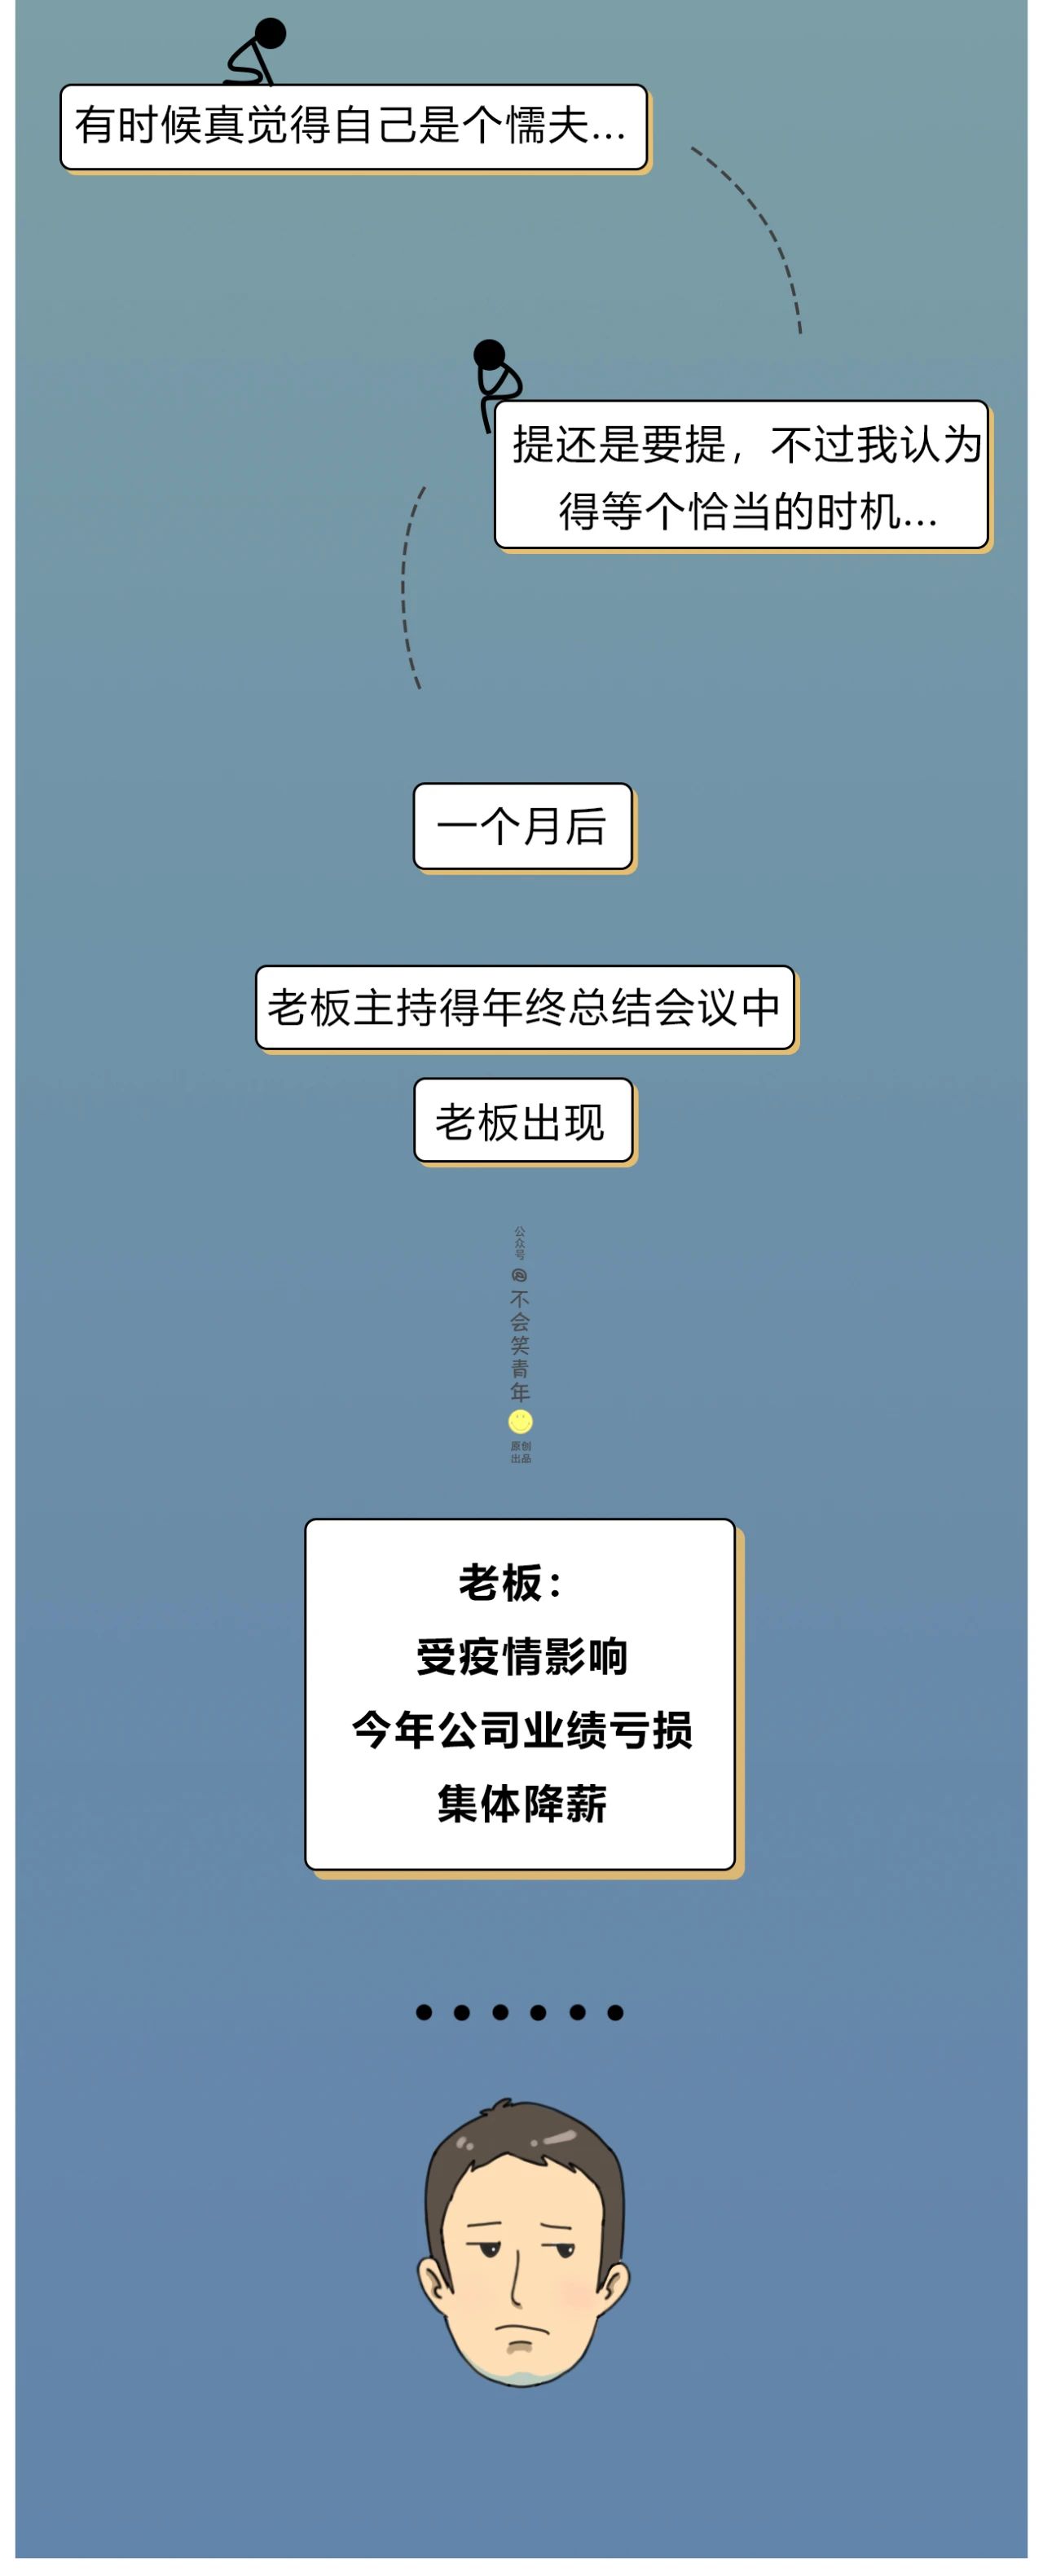 有时候真觉得自己是个懦夫...
提还是要提，不过我认为
得等个恰当的时机...
一个月后
老板主持得年终总结会议中
老板出现
公众号
@不会笑青年
原创
出品
老板：
受疫情影响
今年公司业绩亏损
集体降薪
······